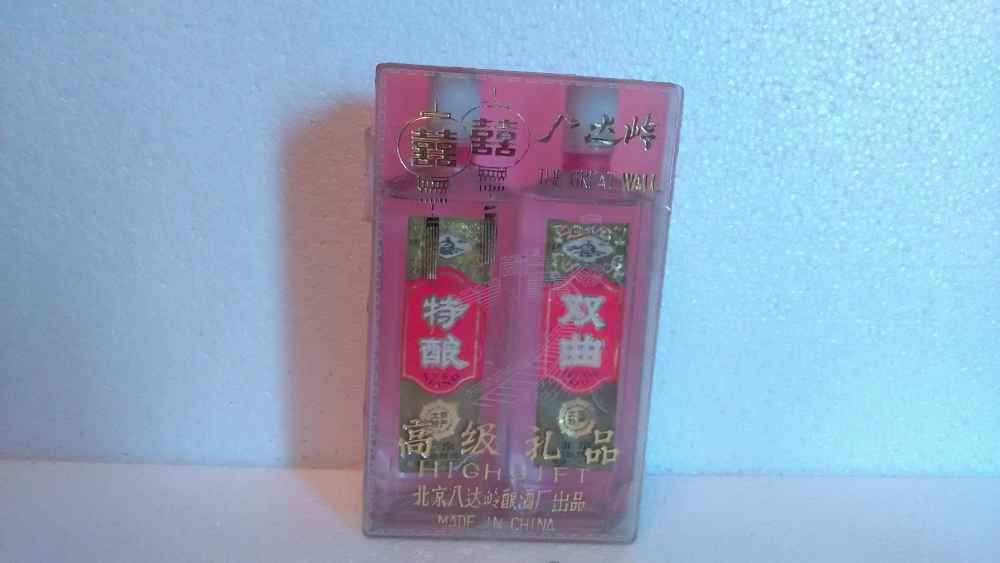 囍 囍 八达岭
THE GREAT WALL
特酿
双曲
高级礼品
HIGH GIFT
北京八达岭酿酒厂出品
MADE IN CHINA